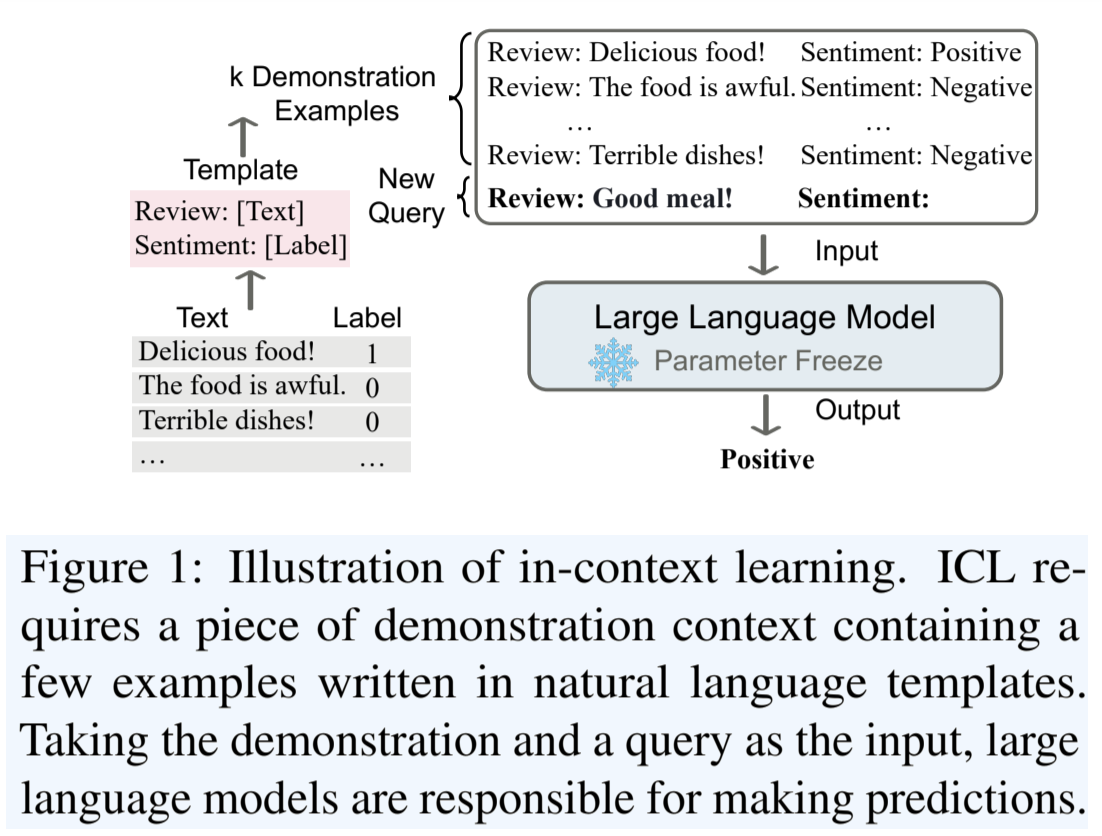 k Demonstration
Examples
Review: Delicious food! Sentiment: Positive
Review: The food is awful. Sentiment: Negative
… …
Review: Terrible dishes! Sentiment: Negative
New
Query
Review: Good meal! Sentiment:
Template
Review: [Text]
Sentiment: [Label]
Text Label
Delicious food! 1
The food is awful. 0
Terrible dishes! 0
… …
Input
Large Language Model
Parameter Freeze
Output
Positive
Figure 1: Illustration of in-context learning. ICL re-
quires a piece of demonstration context containing a
few examples written in natural language templates.
Taking the demonstration and a query as the input, large
language models are responsible for making predictions.